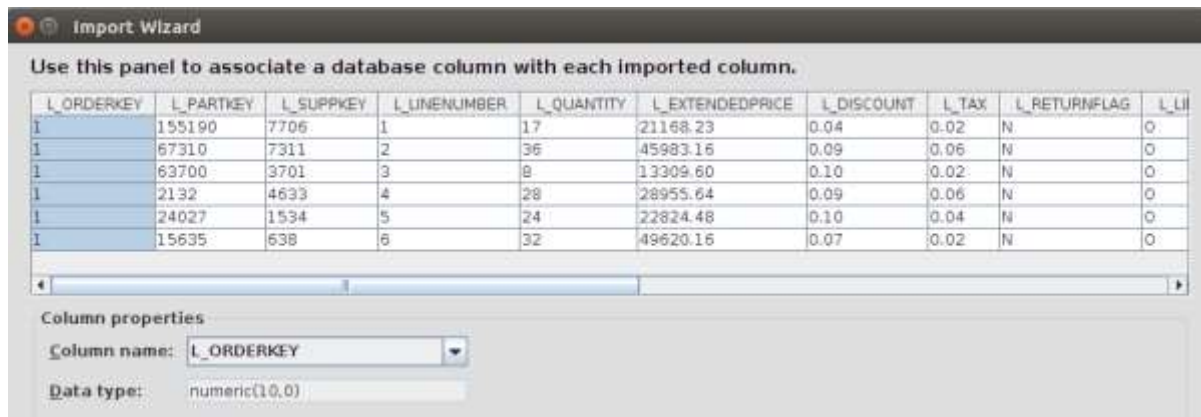 Import Wizard
Use this panel to associate a database column with each imported column.
L_ORDERKEY L_PARTKEY L_SUPPKEY L_LINENUMBER L_QUANTITY L_EXTENDEDPRICE L_DISCOUNT L_TAX L_RETURNFLAG L_LI
1 155190 7706 1 17 21168.23 0.04 0.02 N O
1 67310 7311 2 36 45983.16 0.09 0.06 N O
1 63700 3701 3 8 13309.60 0.10 0.02 N O
1 2132 4633 4 28 28955.64 0.09 0.06 N O
1 24027 1534 5 24 22824.48 0.10 0.04 N O
1 15635 638 6 32 49620.16 0.07 0.02 N O
Column properties
Column name: L_ORDERKEY
Data type: numeric(10,0)